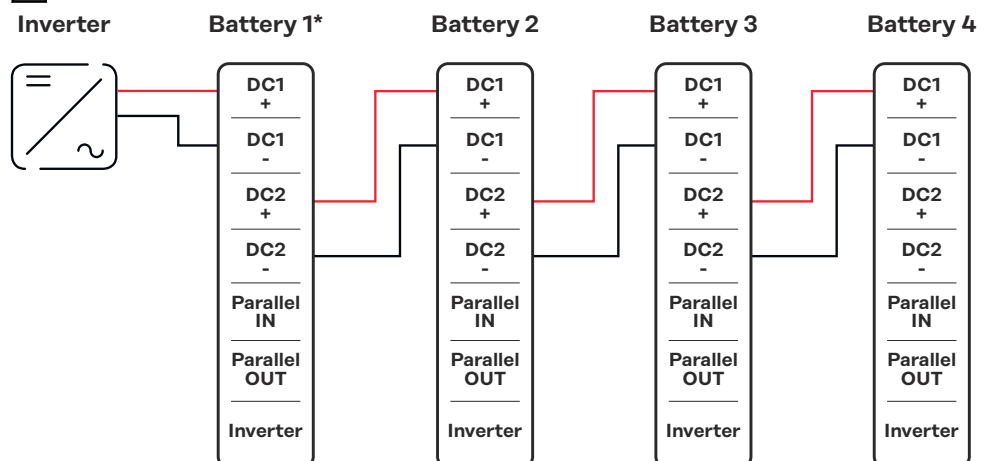 Inverter Battery 1* Battery 2 Battery 3 Battery 4
DC1 DC1 DC1 DC1
+ + + +
DC1 DC1 DC1 DC1
- - - -
DC2 DC2 DC2 DC2
+ + + +
DC2 DC2 DC2 DC2
- - - -
Parallel Parallel Parallel Parallel
IN IN IN IN
Parallel Parallel Parallel Parallel
OUT OUT OUT OUT
Inverter Inverter Inverter Inverter